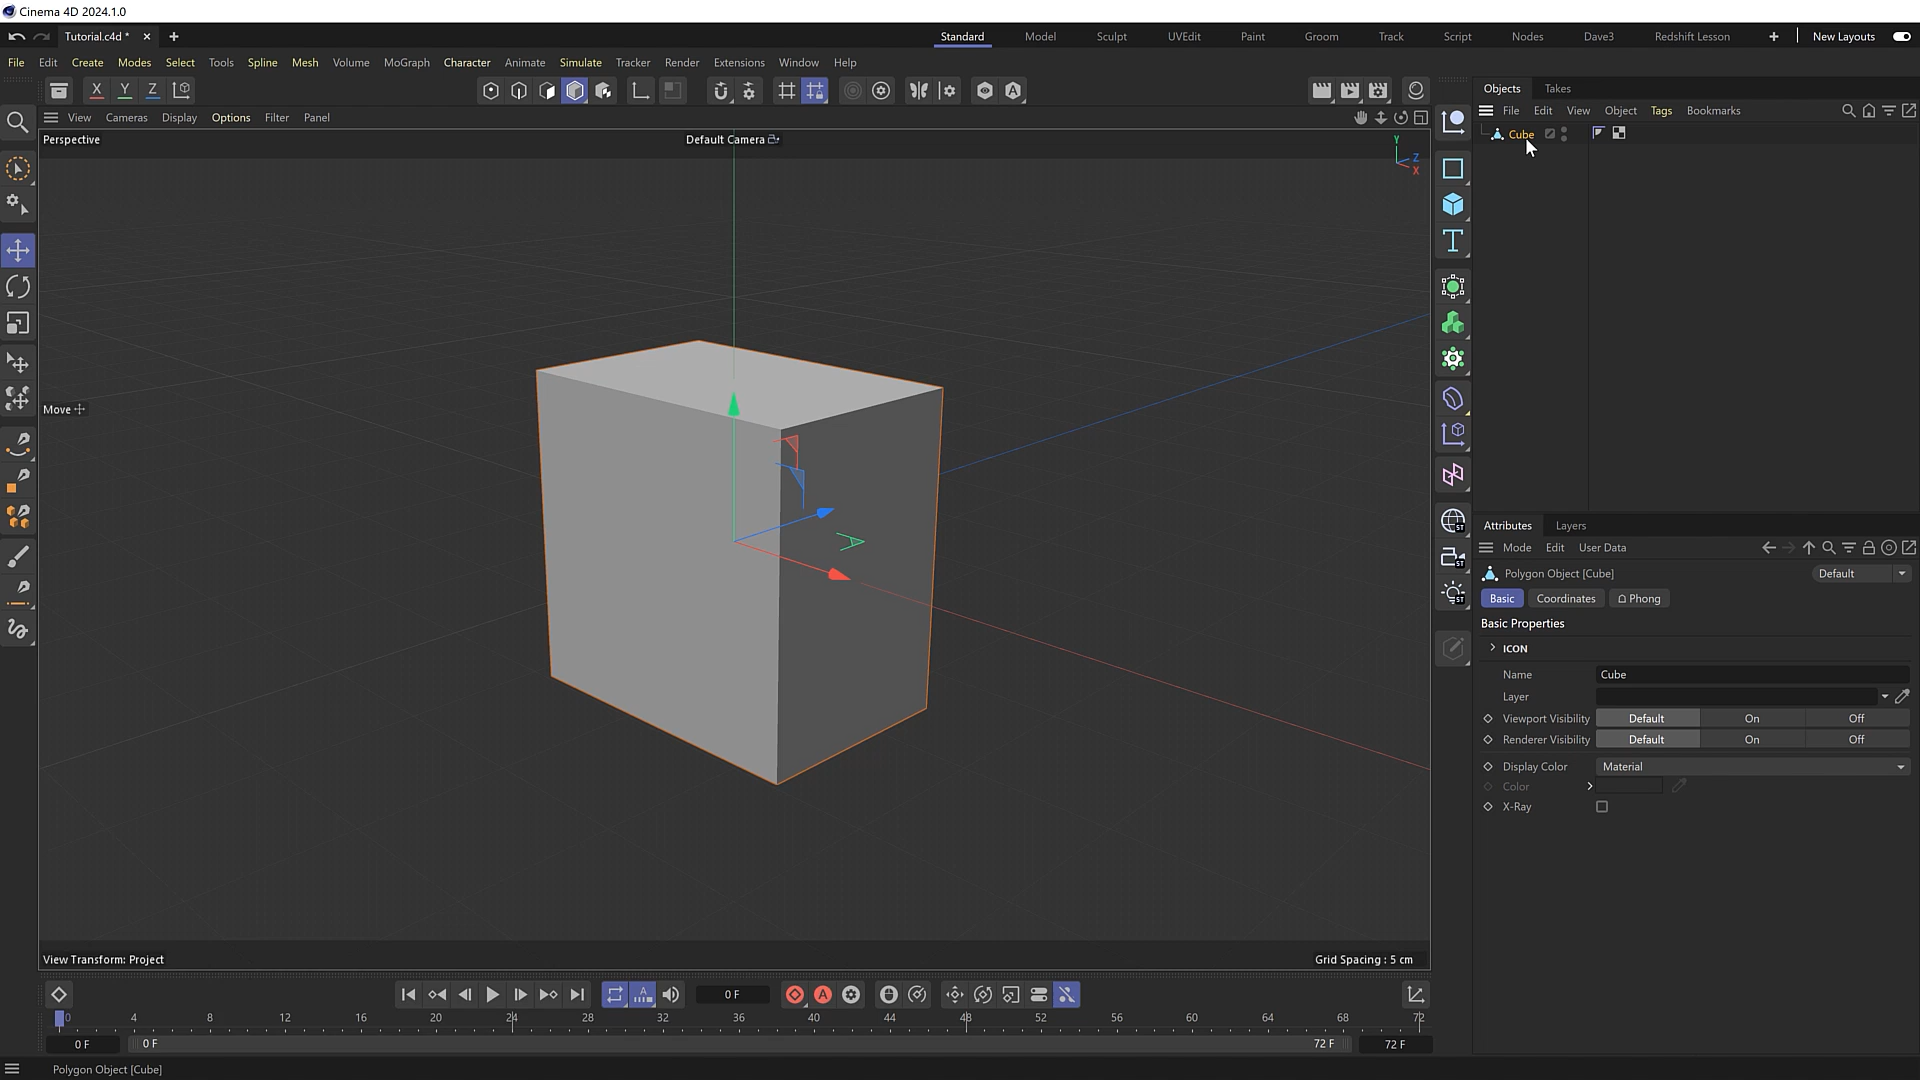 Cinema 4D 2024.1.0
Tutorial.c4d *
Standard Model Sculpt UVEdit Paint Groom Track Script Nodes Dave3 Redshift Lesson New Layouts
File Edit Create Modes Select Tools Spline Mesh Volume MoGraph Character Animate Simulate Tracker Render Extensions Window Help
X Y Z
Objects Takes
File Edit View Object Tags Bookmarks
Cube
View Cameras Display Options Filter Panel
Perspective
Default Camera
Y
Z
X
Move
View Transform: Project
Grid Spacing : 5 cm
Attributes Layers
Mode Edit User Data
Polygon Object [Cube]
Default
Basic Coordinates Phong
Basic Properties
ICON
Name Cube
Layer
Viewport Visibility Default On Off
Renderer Visibility Default On Off
Display Color Material
Color
X-Ray
ST
ST
ST
0 F
0 4 8 12 16 20 24 28 32 36 40 44 48 52 56 60 64 68 72
0 F 0 F 72 F 72 F
Polygon Object [Cube]